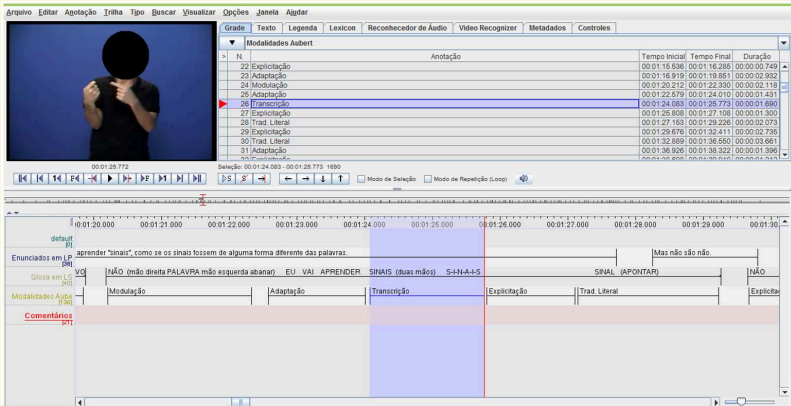 Arquivo Editar Anotação Trilha Tipo Buscar Visualizar Opções Janela Ajudar
Grade Texto Legenda Lexicon Reconhecedor de Áudio Video Recognizer Metadados Controles
Modalidades Aubert
> N. Anotação Tempo Inicial Tempo Final Duração
22 Explicitação 00:01:15.536 00:01:16.285 00:00:00.749
23 Adaptação 00:01:16.919 00:01:19.851 00:00:02.932
24 Modulação 00:01:20.212 00:01:22.330 00:00:02.118
25 Adaptação 00:01:22.579 00:01:24.010 00:00:01.431
26 Transcrição 00:01:24.083 00:01:25.773 00:00:01.690
27 Explicitação 00:01:25.808 00:01:27.108 00:00:01.300
28 Trad. Literal 00:01:27.153 00:01:29.226 00:00:02.073
29 Explicitação 00:01:29.676 00:01:32.411 00:00:02.735
30 Trad. Literal 00:01:32.889 00:01:36.550 00:00:03.661
31 Adaptação 00:01:36.926 00:01:38.322 00:00:01.396
00:01:25.772
Seleção: 00:01:24.083 - 00:01:25.773 1690
Modo de Seleção Modo de Repetição (Loop)
00:01:20.000 00:01:21.000 00:01:22.000 00:01:23.000 00:01:24.000 00:01:25.000 00:01:26.000 00:01:27.000 00:01:28.000 00:01:29.000 00:01:30.
default
[0]
Enunciados em LP aprender "sinais", como se os sinais fossem de alguma forma diferente das palavras. Mas não são não.
[38]
Glosa em LS VO NÃO (mão direita PALAVRA mão esquerda abanar) EU VAI APRENDER SINAIS (duas mãos) S-I-N-A-I-S SINAL (APONTAR) NÃO
[40]
Modalidades Aube Modulação Adaptação Transcrição Explicitação Trad. Literal Explicita
[136]
Comentários
[21]